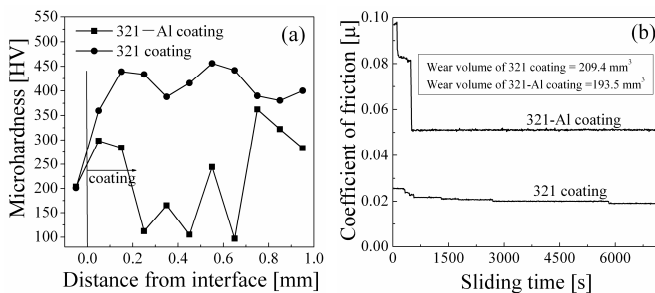 (a)
321－Al coating
321 coating
Microhardness [HV]
550
500
450
400
350
300
250
200
150
100
coating
0.0 0.2 0.4 0.6 0.8 1.0
Distance from interface [mm]
(b)
Coefficient of friction [μ]
0.10
0.08
0.06
0.04
0.02
0.00
Wear volume of 321 coating = 209.4 mm³
Wear volume of 321-Al coating =193.5 mm³
321-Al coating
321 coating
0 1500 3000 4500 6000
Sliding time [s]